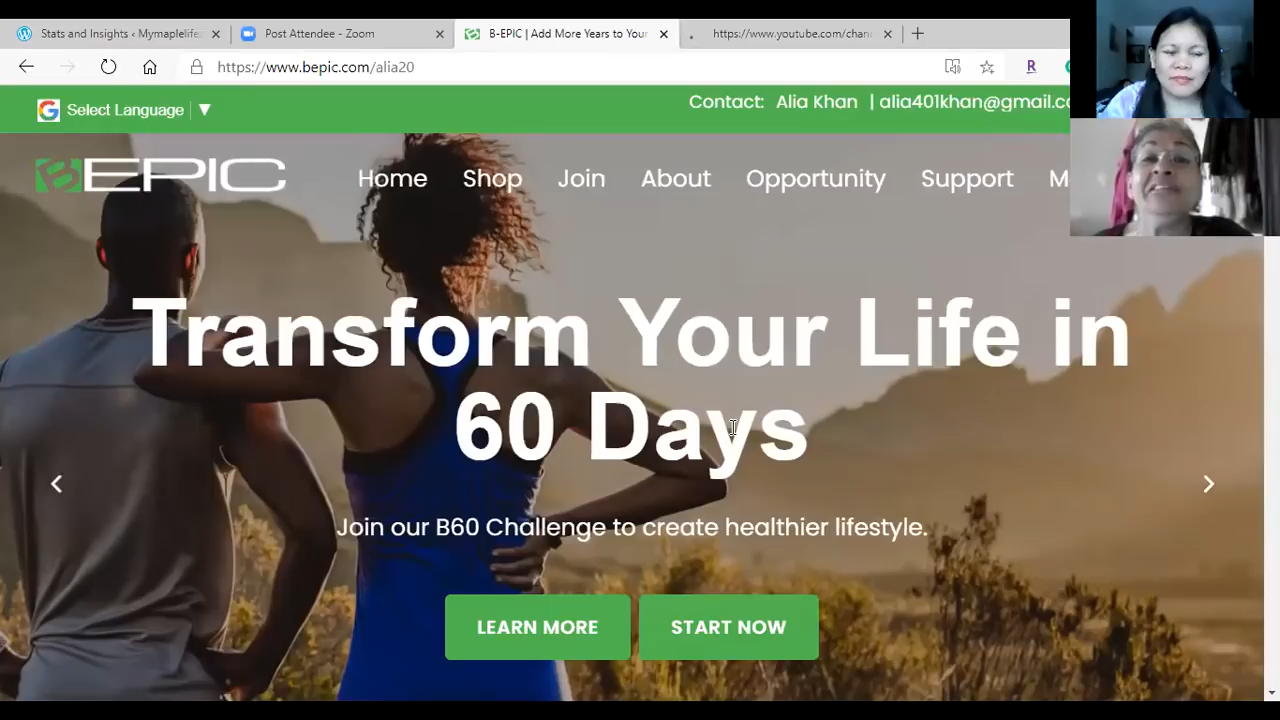 Stats and Insights ‹ Mymaplelife
Post Attendee - Zoom
B-EPIC | Add More Years to Your
https://www.youtube.com/chan
https://www.bepic.com/alia20
R
Select Language
Contact: Alia Khan | alia401khan@gmail.co
BEPIC
Home Shop Join About Opportunity Support M
Transform Your Life in
60 Days
Join our B60 Challenge to create healthier lifestyle.
LEARN MORE START NOW